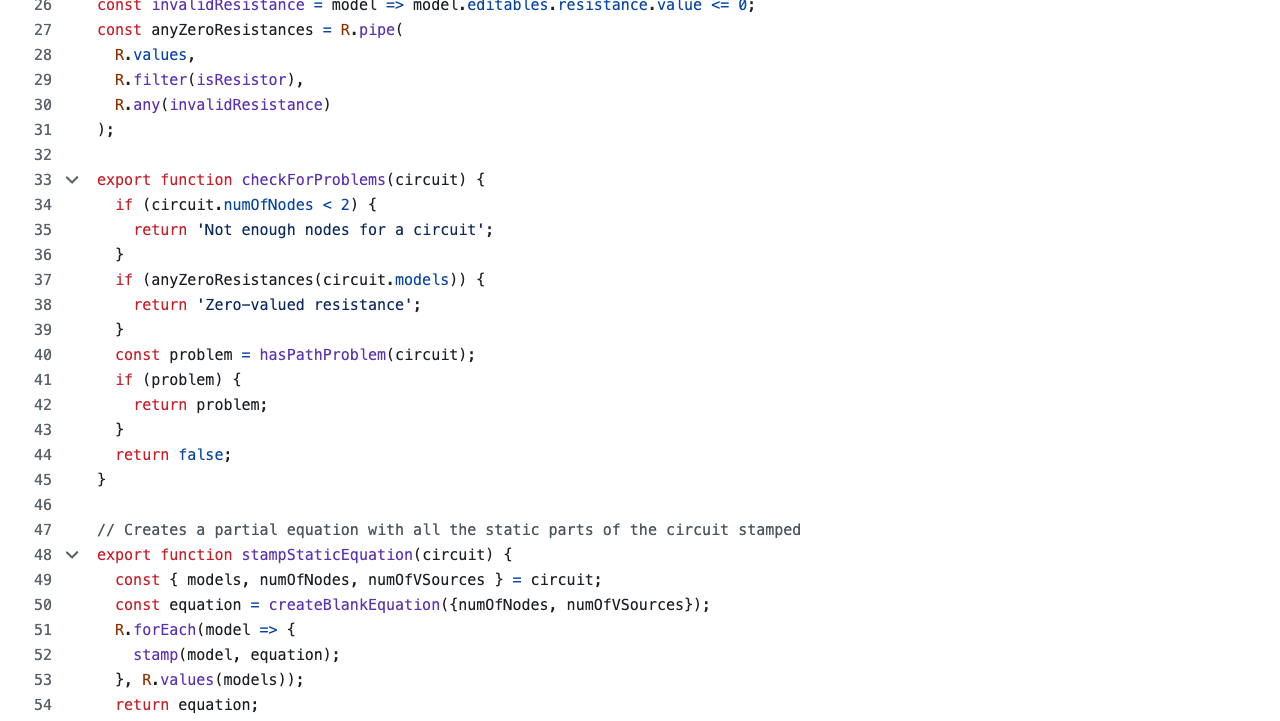 26 const invalidResistance = model => model.editables.resistance.value <= 0;
27 const anyZeroResistances = R.pipe(
28   R.values,
29   R.filter(isResistor),
30   R.any(invalidResistance)
31 );
32
33 export function checkForProblems(circuit) {
34   if (circuit.numOfNodes < 2) {
35     return 'Not enough nodes for a circuit';
36   }
37   if (anyZeroResistances(circuit.models)) {
38     return 'Zero-valued resistance';
39   }
40   const problem = hasPathProblem(circuit);
41   if (problem) {
42     return problem;
43   }
44   return false;
45 }
46
47 // Creates a partial equation with all the static parts of the circuit stamped
48 export function stampStaticEquation(circuit) {
49   const { models, numOfNodes, numOfVSources } = circuit;
50   const equation = createBlankEquation({numOfNodes, numOfVSources});
51   R.forEach(model => {
52     stamp(model, equation);
53   }, R.values(models));
54   return equation;